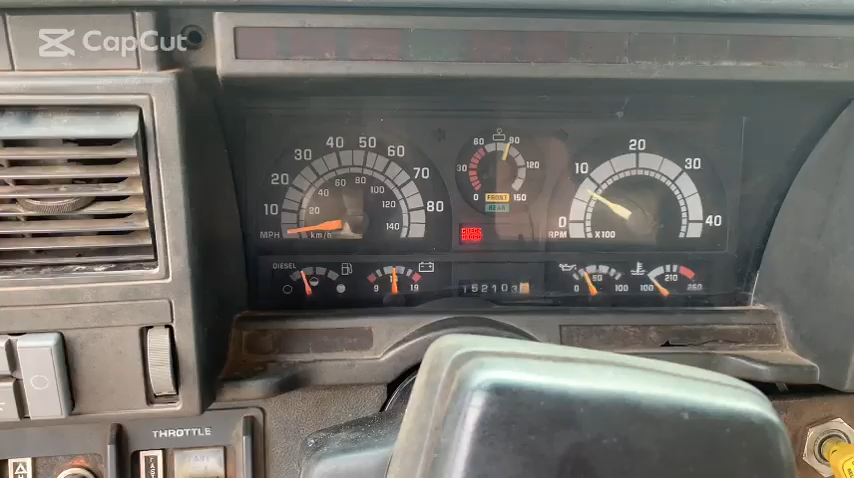 CapCut
10 20 30 40 50 60 70 80
20 40 60 80 100 120 140
MPH km/h
0 30 60 90 120 150
FRONT
REAR
0 10 20 30 40
RPM X100
DIESEL
9 19
152103
0 50 100
100 210 260
THROTTLE
FAST